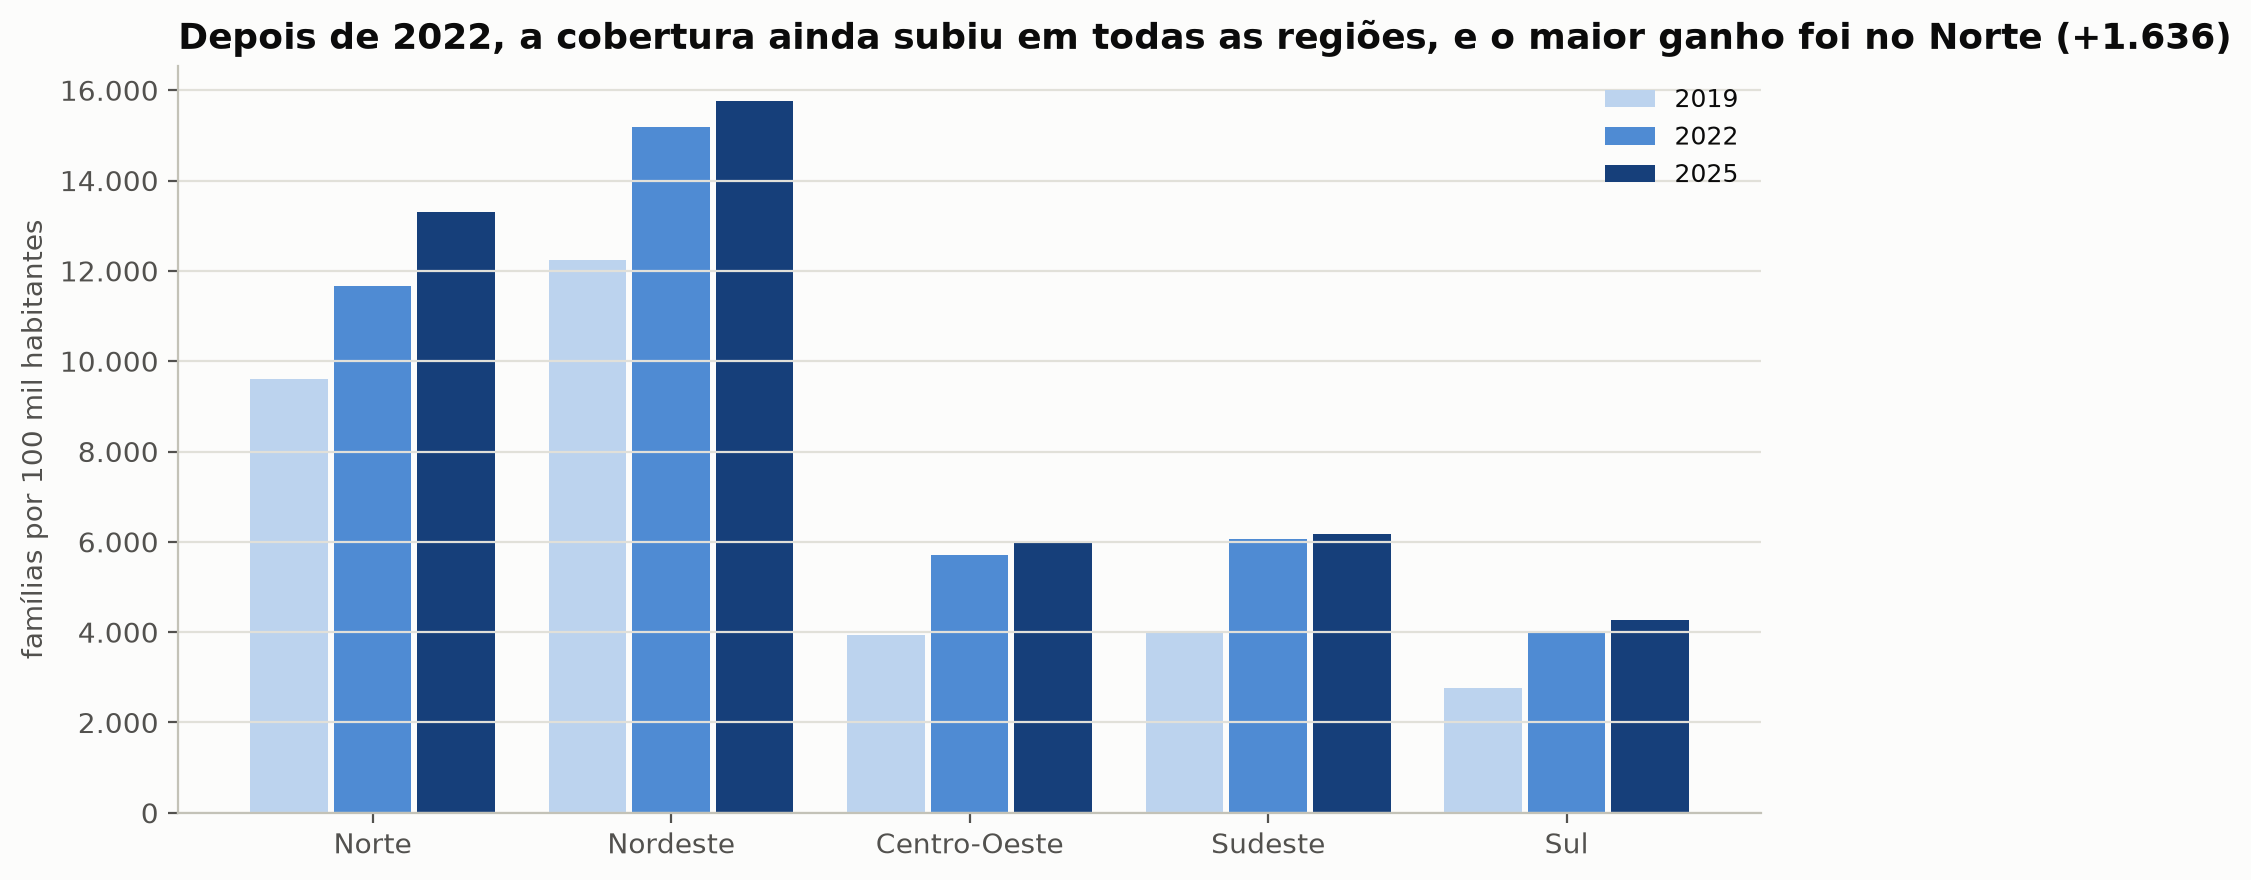 Depois de 2022, a cobertura ainda subiu em todas as regiões, e o maior ganho foi no Norte (+1.636)
famílias por 100 mil habitantes
16.000
14.000
12.000
10.000
8.000
6.000
4.000
2.000
0
2019
2022
2025
Norte
Nordeste
Centro-Oeste
Sudeste
Sul